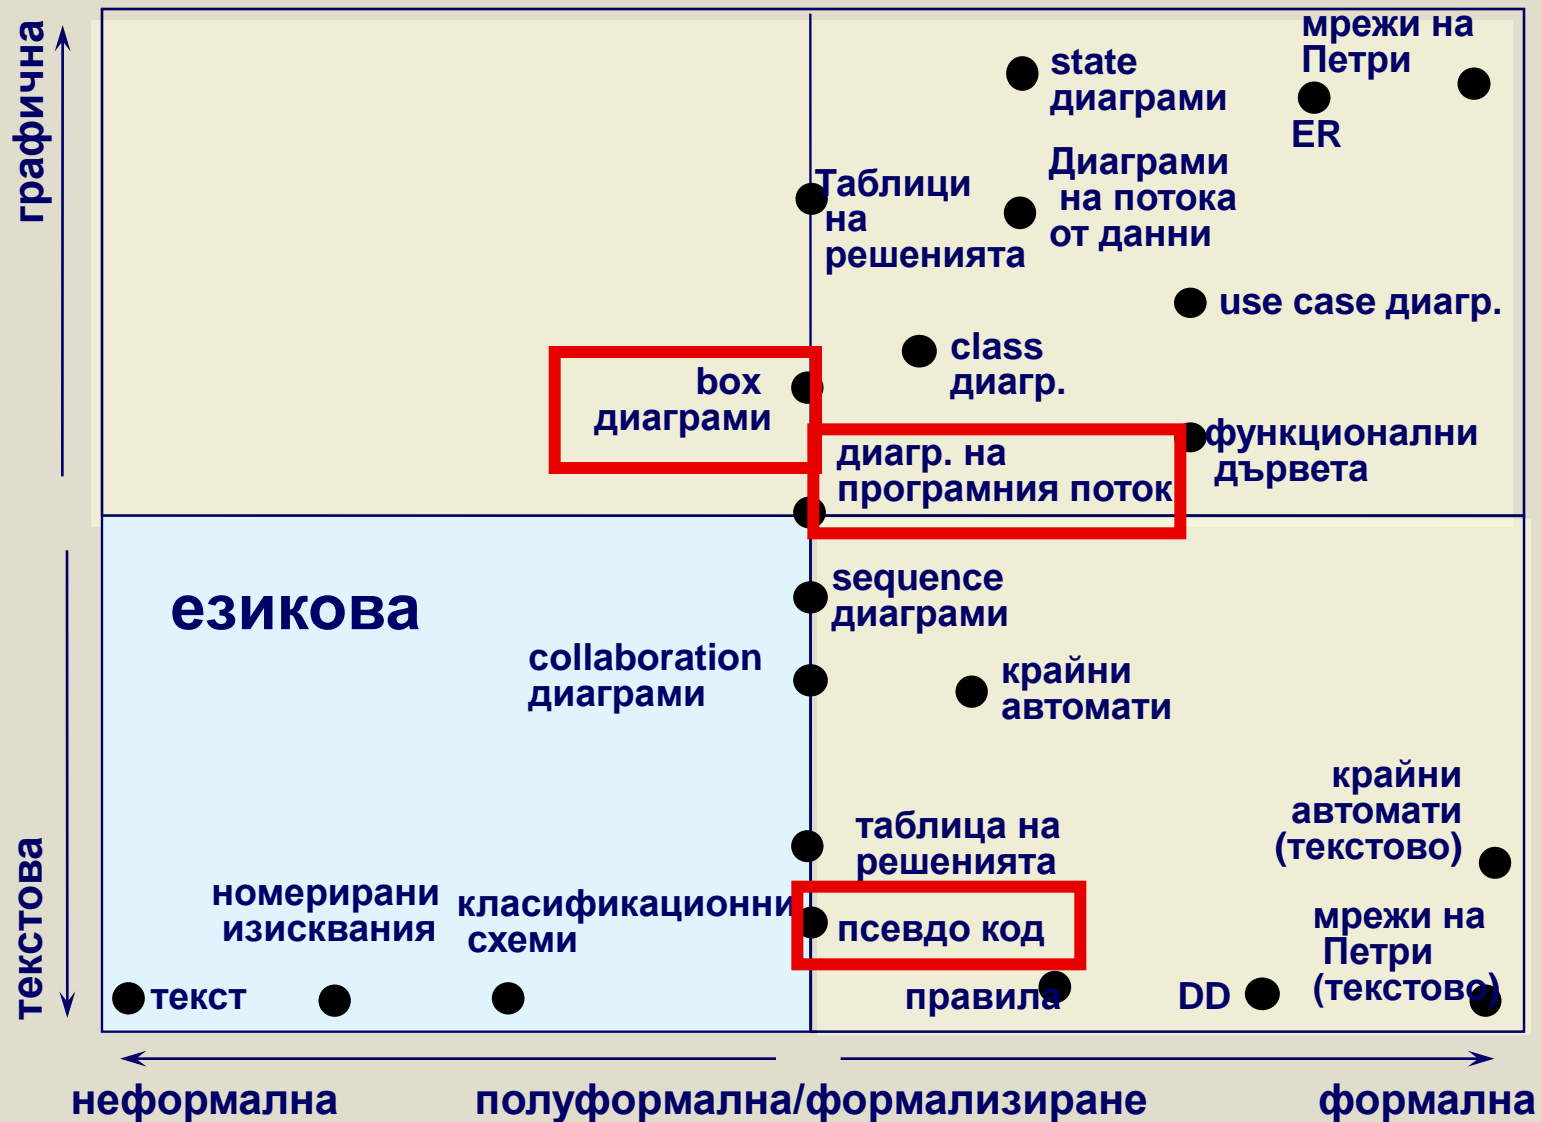 графична
мрежи на
Петри
state
диаграми
ER
Диаграми
на потока
от данни
Таблици
на
решенията
use case диагр.
class
диагр.
box
диаграми
функционални
дървета
диагр. на
програмния поток
sequence
диаграми
езикова
collaboration
диаграми
крайни
автомати
крайни
автомати
(текстово)
таблица на
решенията
текстова
номерирани
изисквания
класификационни
схеми
псевдо код
мрежи на
Петри
(текстово)
текст
правила
DD
неформална
полуформална/формализиране
формална